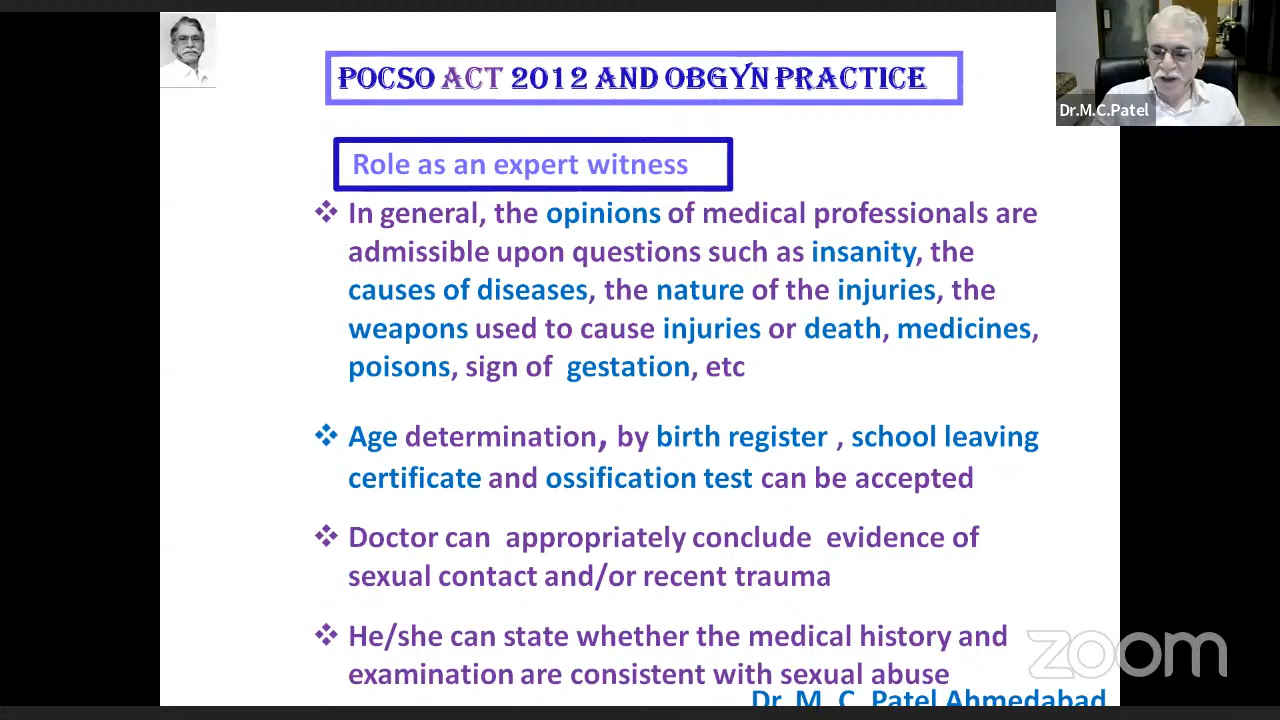 POCSO ACT 2012 AND OBGYN PRACTICE
Dr.M.C.Patel
Role as an expert witness
❖ In general, the opinions of medical professionals are
admissible upon questions such as insanity, the
causes of diseases, the nature of the injuries, the
weapons used to cause injuries or death, medicines,
poisons, sign of gestation, etc
❖ Age determination, by birth register , school leaving
certificate and ossification test can be accepted
❖ Doctor can appropriately conclude evidence of
sexual contact and/or recent trauma
❖ He/she can state whether the medical history and
examination are consistent with sexual abuse
zoom
Dr. M. C. Patel Ahmedabad